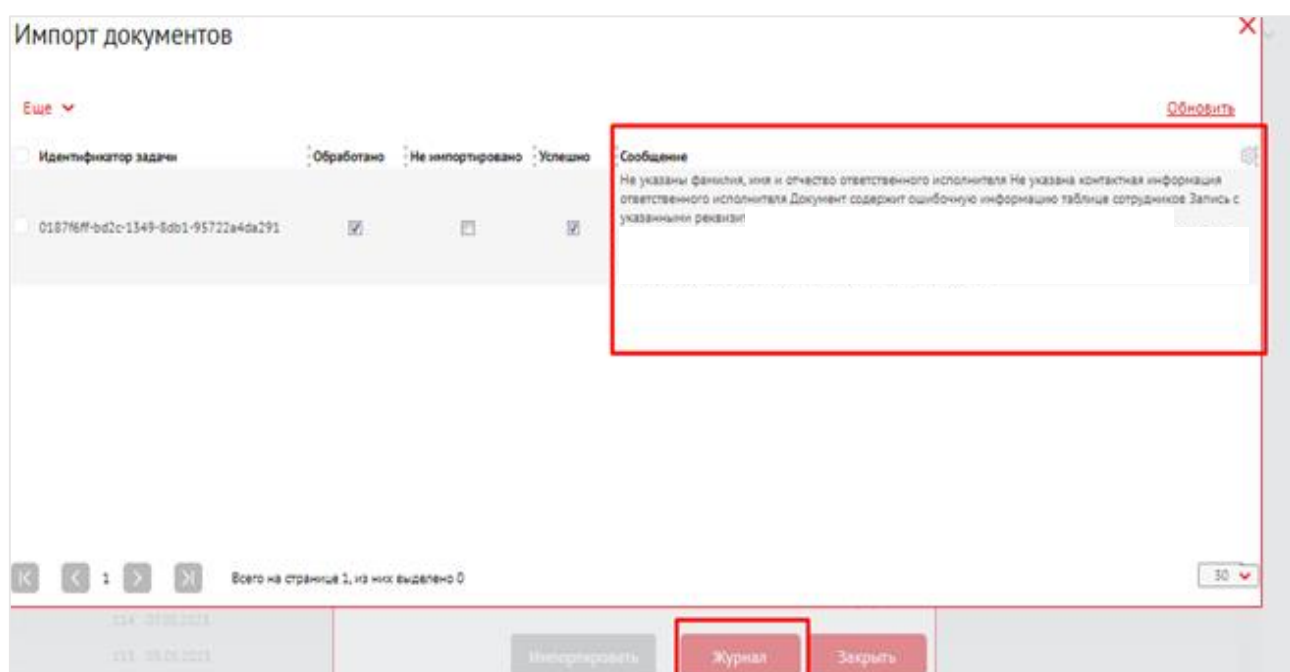 Импорт документов
Еще
Обновить
Идентификатор задачи Обработано Не импортировано Успешно Сообщение
Не указаны фамилия, имя и отчество ответственного исполнителя Не указана контактная информация
ответственного исполнителя Документ содержит ошибочную информацию таблице сотрудников Запись с
0187f6ff-bd2c-1349-8db1-95722a4da291
указанными реквизит
1
Всего на странице 1, из них выделено 0
30
Импортировать Журнал Закрыть